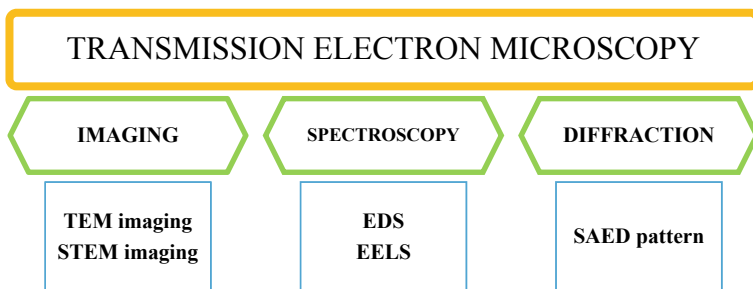 TRANSMISSION ELECTRON MICROSCOPY
IMAGING
SPECTROSCOPY
DIFFRACTION
TEM imaging
STEM imaging
EDS
EELS
SAED pattern